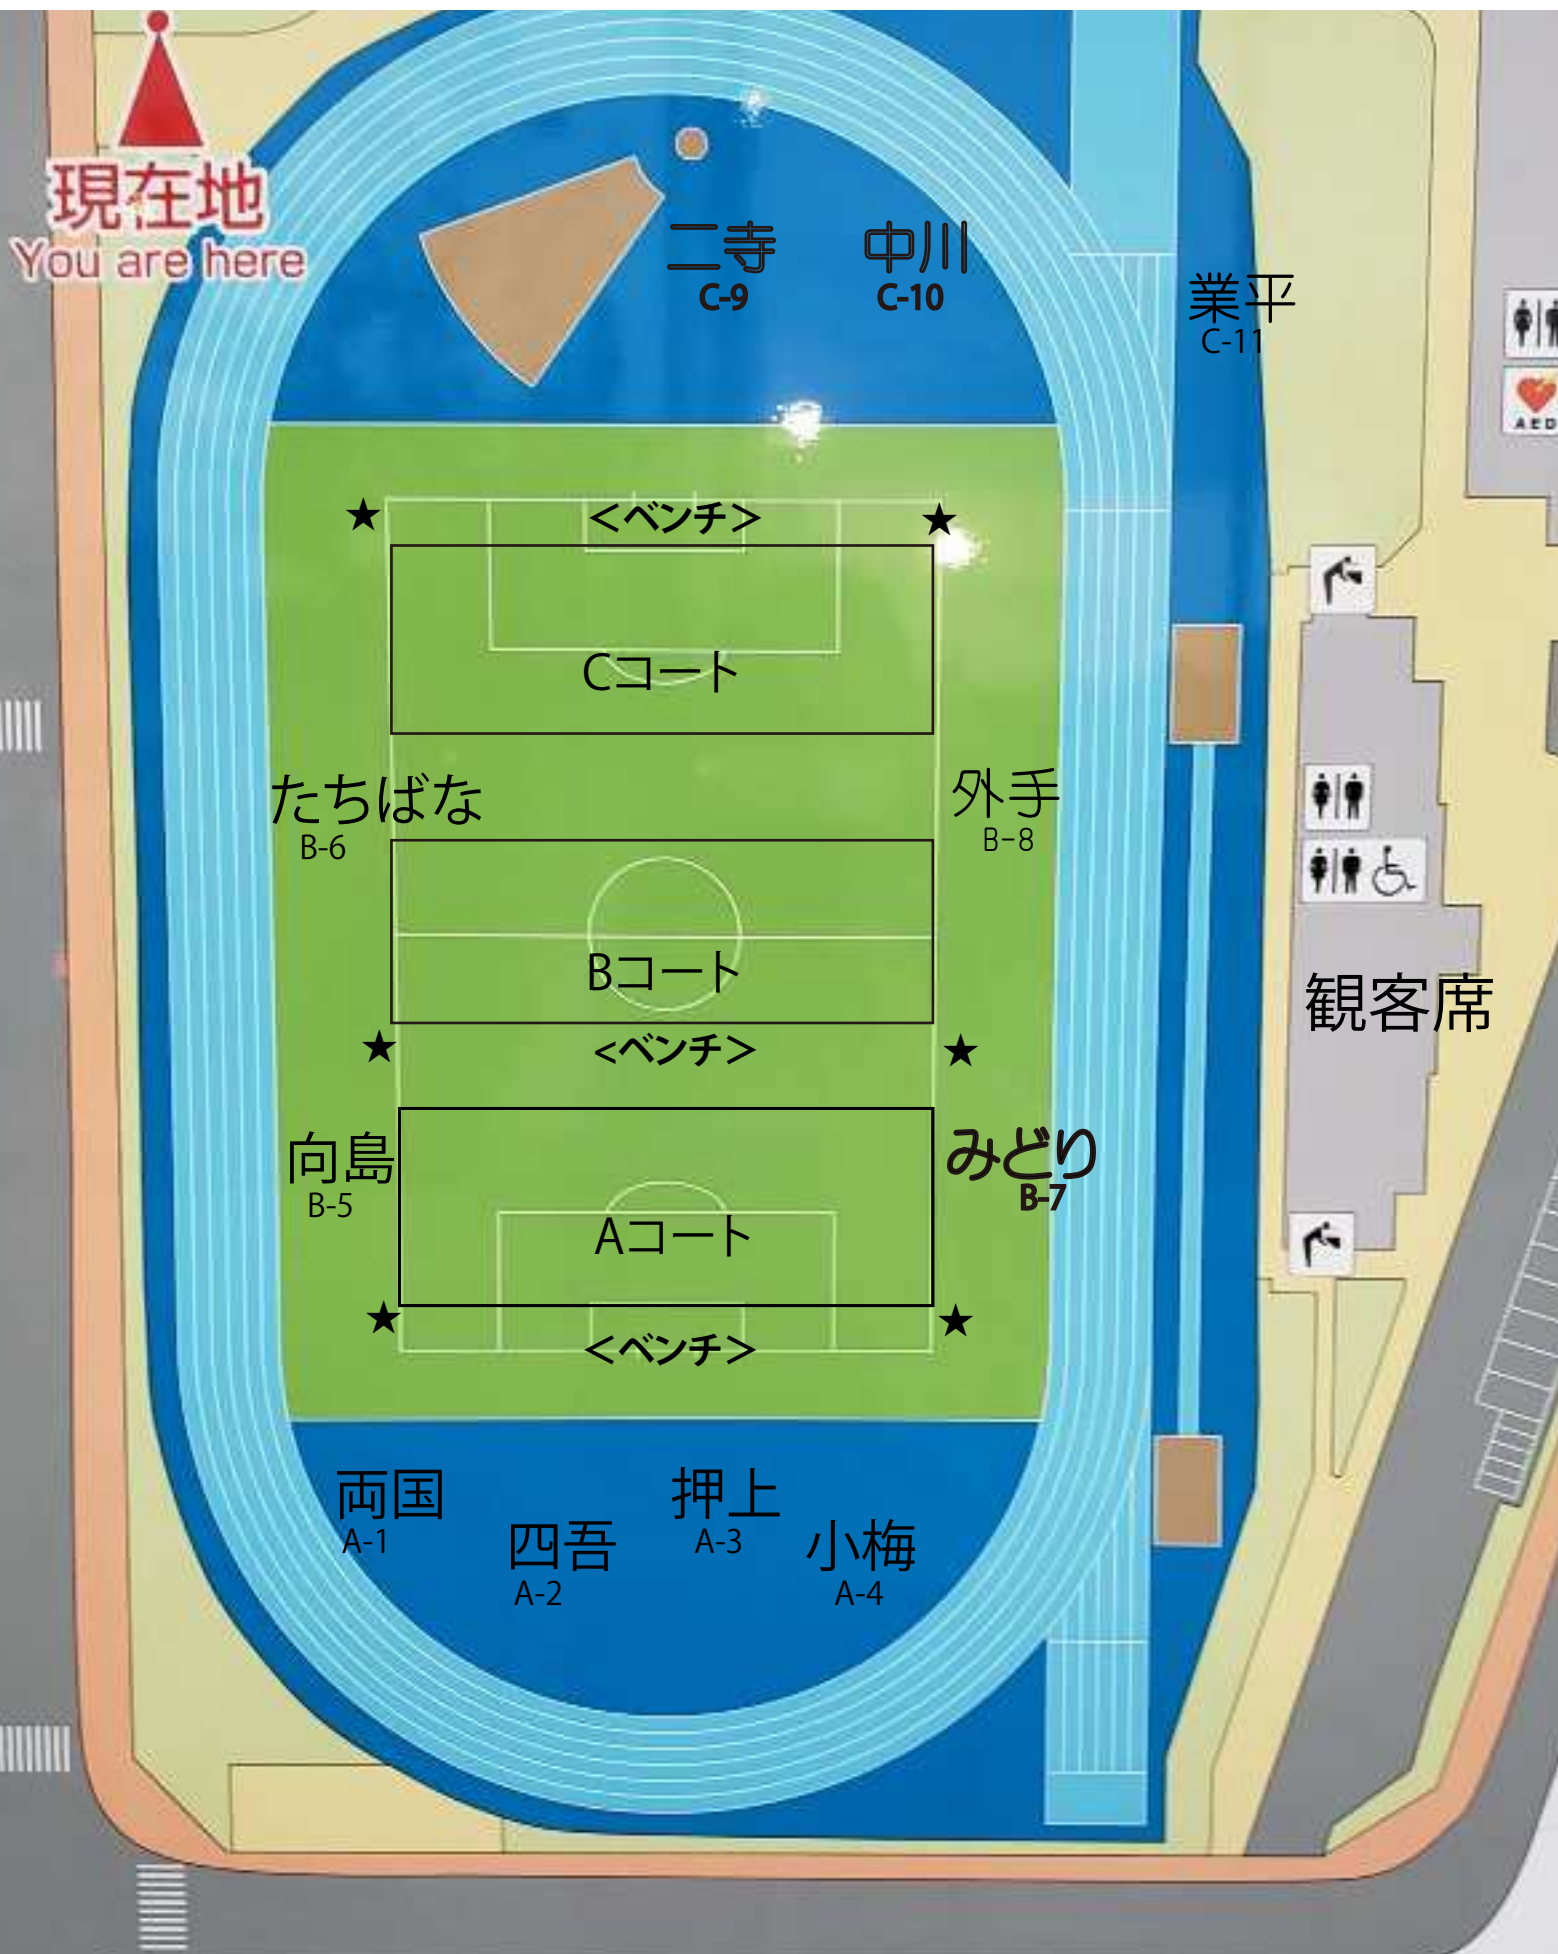 現在地
You are here
二寺
C-9
中川
C-10
業平
C-11
AED
★
＜ベンチ＞
★
Cコート
たちばな
B-6
外手
B-8
Bコート
★
<ベンチ＞
★
向島
B-5
みどり
B-7
Aコート
★
＜ベンチ＞
★
観客席
両国
A-1
四吾
A-2
押上
A-3
小梅
A-4